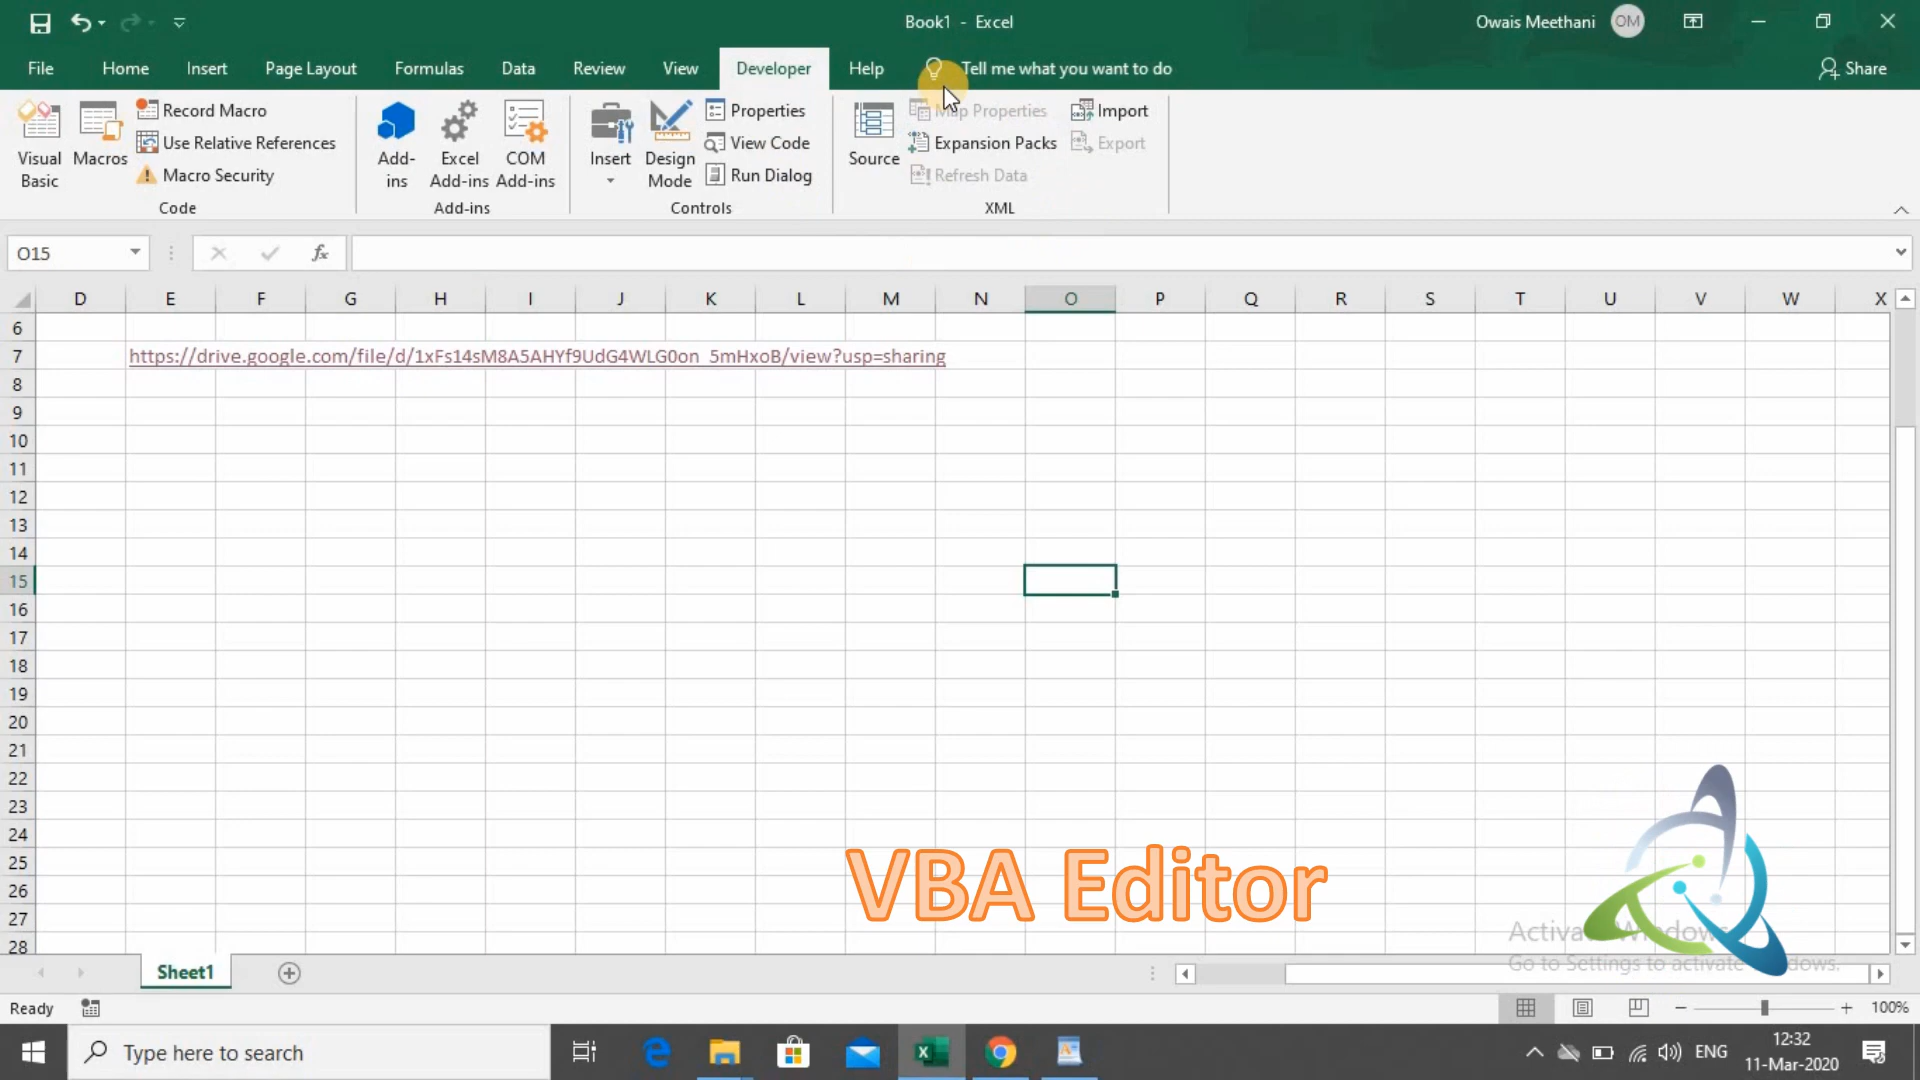 Book1 - Excel
Owais Meethani OM
File Home Insert Page Layout Formulas Data Review View Developer Help Tell me what you want to do Share
Visual Basic
Macros
Record Macro
Use Relative References
Macro Security
Code
Add-ins
Excel Add-ins
COM Add-ins
Add-ins
Insert
Design Mode
Properties
View Code
Run Dialog
Controls
Source
Map Properties
Expansion Packs
Refresh Data
Import
Export
XML
O15 fx
D E F G H I J K L M N O P Q R S T U V W X
6
7 https://drive.google.com/file/d/1xFs14sM8A5AHYf9UdG4WLG0on_5mHxoB/view?usp=sharing
8
9
10
11
12
13
14
15
16
17
18
19
20
21
22
23
24
25
26
27
28
VBA Editor
Activate Windows
Go to Settings to activate Windows.
Sheet1
Ready
100%
Type here to search
ENG
12:32
11-Mar-2020